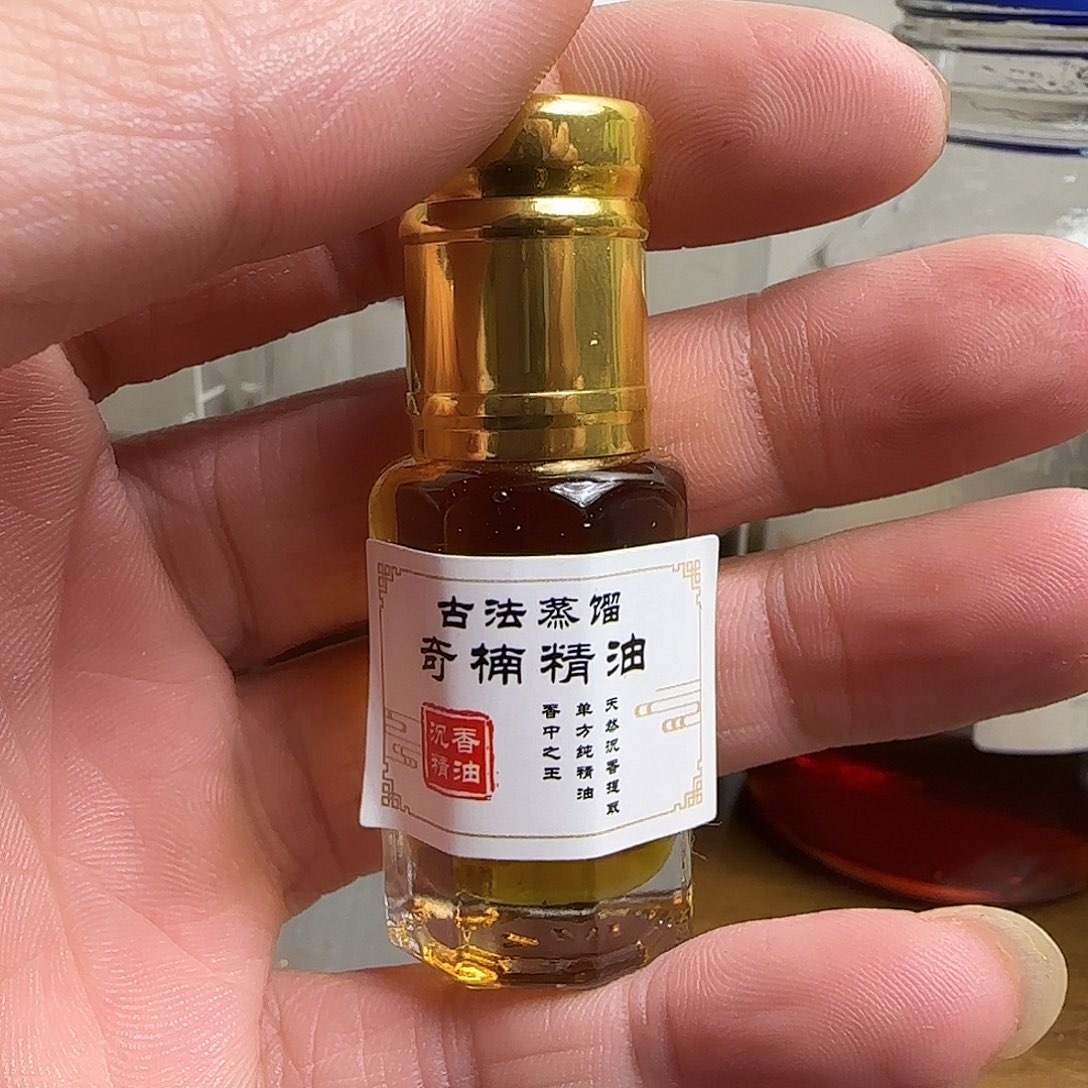 古法蒸馏
奇楠精油
天然沉香提取
单方纯精油
香中之王
沉香
精油